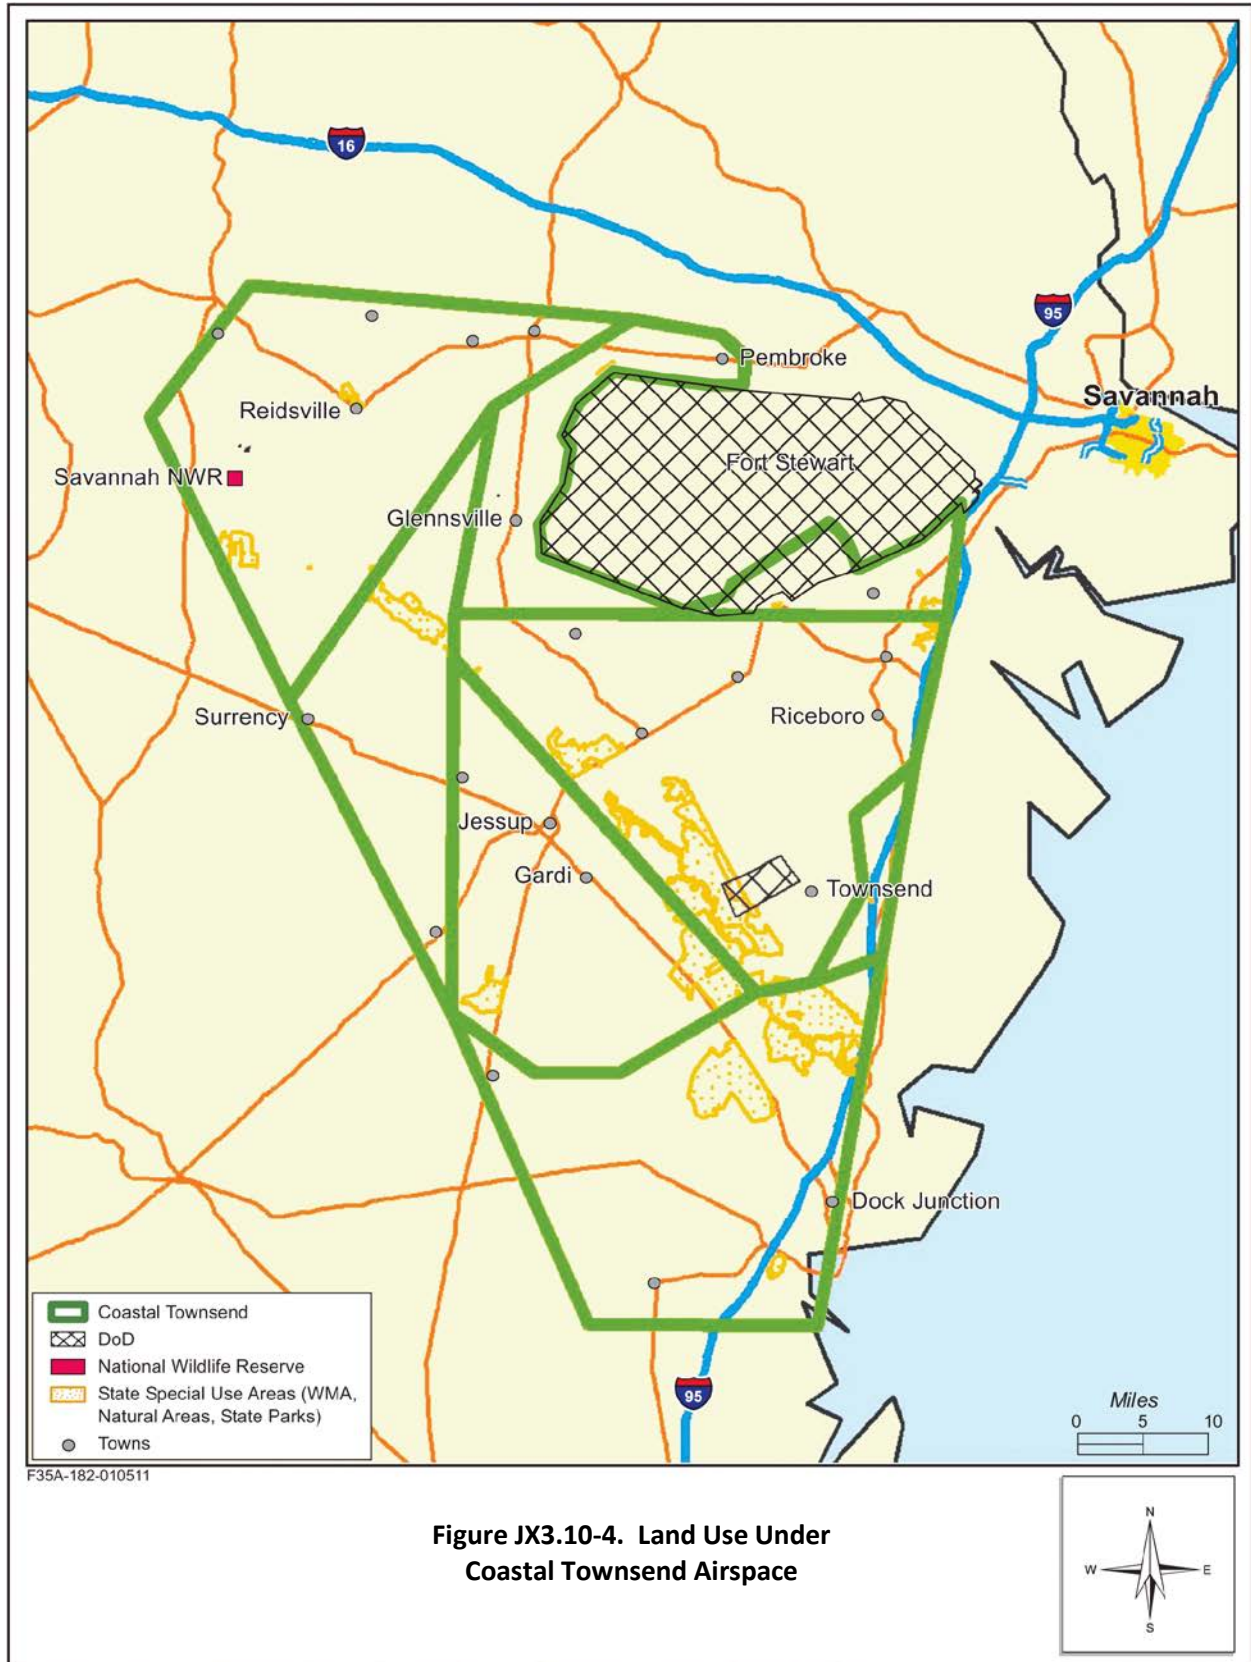 16
95
Pembroke
Savannah
Reidsville
Fort Stewart
Savannah NWR
Glennsville
Surrency
Riceboro
Jessup
Gardi
Townsend
Dock Junction
95
Coastal Townsend
DoD
National Wildlife Reserve
State Special Use Areas (WMA,
Natural Areas, State Parks)
Towns
Miles
0 5 10
F35A-182-010511
Figure JX3.10-4. Land Use Under
Coastal Townsend Airspace
N
W E
S